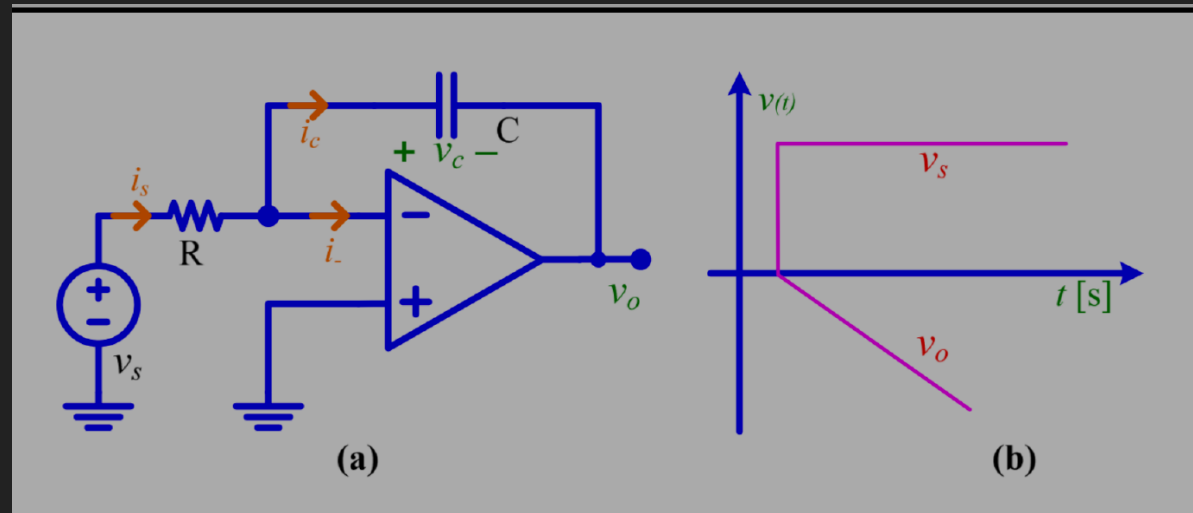 i_c
C
+ v_c −
i_s
R
i_-
−
+
v_o
+
−
v_s
(a)
v(t)
v_s
t [s]
v_o
(b)